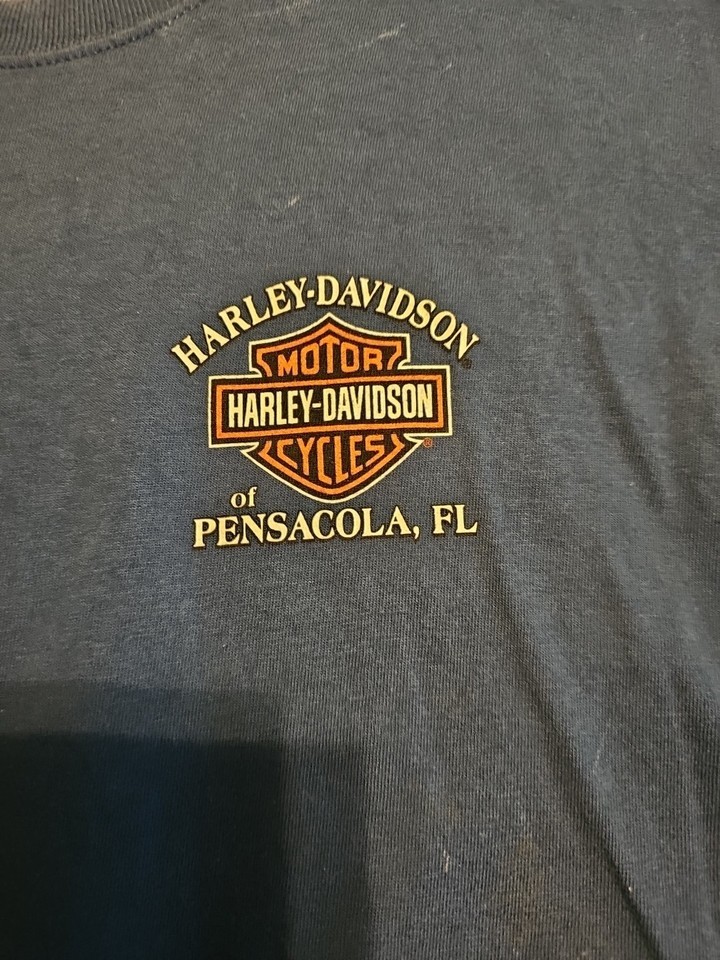 HARLEY-DAVIDSON®
MOTOR
HARLEY-DAVIDSON
CYCLES®
of
PENSACOLA, FL